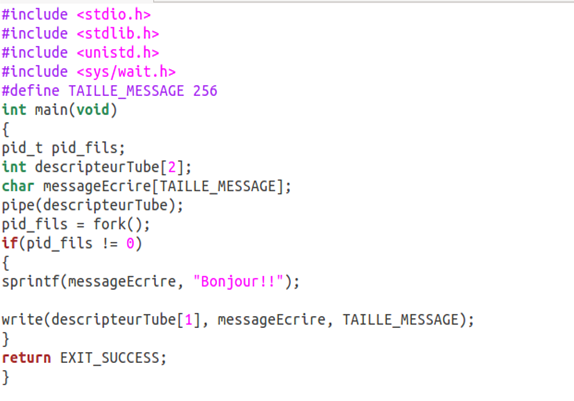 #include <stdio.h>
#include <stdlib.h>
#include <unistd.h>
#include <sys/wait.h>
#define TAILLE_MESSAGE 256
int main(void)
{
pid_t pid_fils;
int descripteurTube[2];
char messageEcrire[TAILLE_MESSAGE];
pipe(descripteurTube);
pid_fils = fork();
if(pid_fils != 0)
{
sprintf(messageEcrire, "Bonjour!!");
write(descripteurTube[1], messageEcrire, TAILLE_MESSAGE);
}
return EXIT_SUCCESS;
}